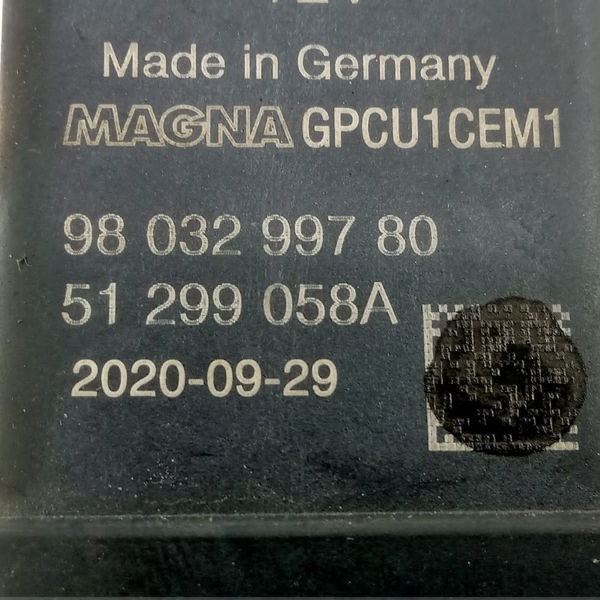 Made in Germany
MAGNA GPCU1CEM1
98 032 997 80
51 299 058A
2020-09-29